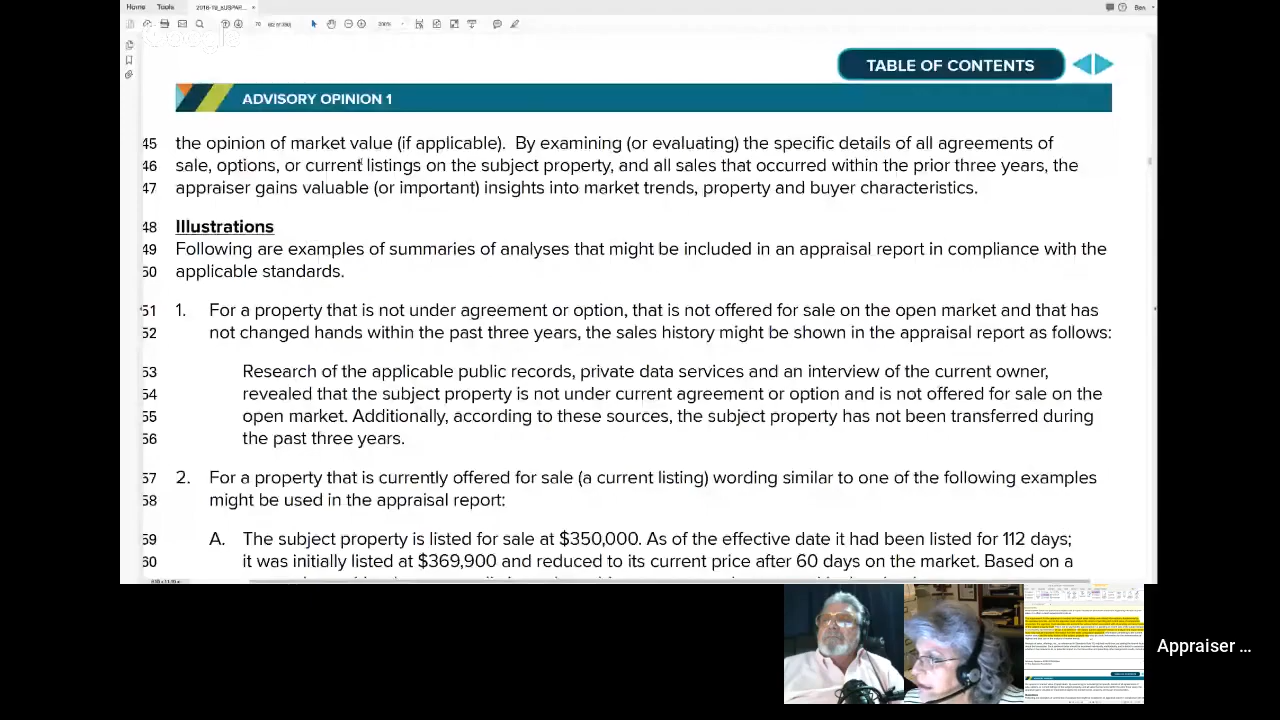 Home Tools 2018-19_eUSPAP...
Google
TABLE OF CONTENTS
ADVISORY OPINION 1
45 the opinion of market value (if applicable). By examining (or evaluating) the specific details of all agreements of
46 sale, options, or current listings on the subject property, and all sales that occurred within the prior three years, the
47 appraiser gains valuable (or important) insights into market trends, property and buyer characteristics.
48 Illustrations
49 Following are examples of summaries of analyses that might be included in an appraisal report in compliance with the
50 applicable standards.
51 1. For a property that is not under agreement or option, that is not offered for sale on the open market and that has
52 not changed hands within the past three years, the sales history might be shown in the appraisal report as follows:
53 Research of the applicable public records, private data services and an interview of the current owner,
54 revealed that the subject property is not under current agreement or option and is not offered for sale on the
55 open market. Additionally, according to these sources, the subject property has not been transferred during
56 the past three years.
57 2. For a property that is currently offered for sale (a current listing) wording similar to one of the following examples
58 might be used in the appraisal report:
59 A. The subject property is listed for sale at $350,000. As of the effective date it had been listed for 112 days;
60 it was initially listed at $369,900 and reduced to its current price after 60 days on the market. Based on a
Appraiser ...